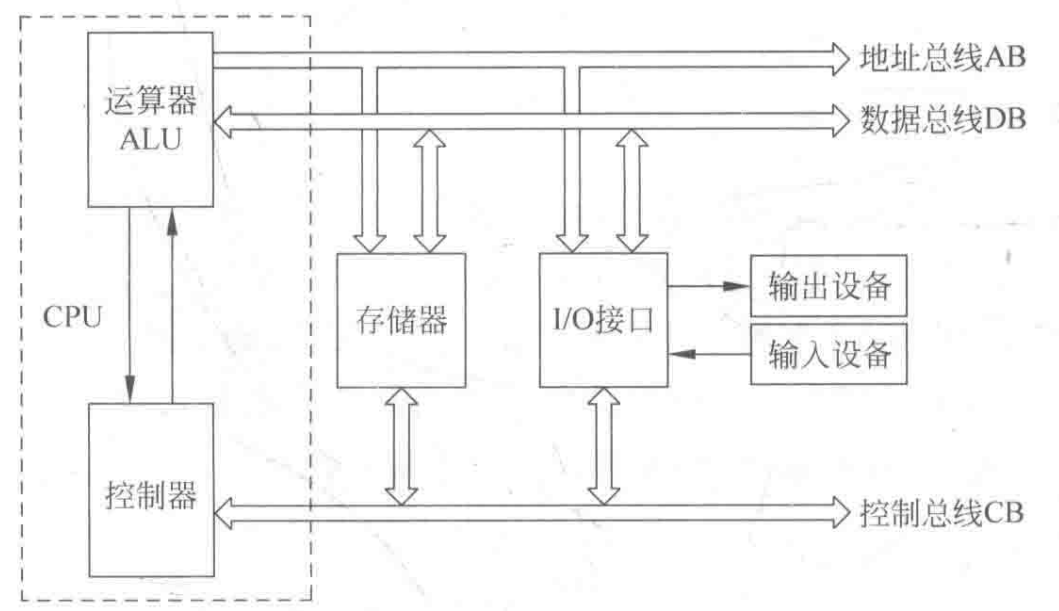 运算器
ALU
地址总线AB
数据总线DB
CPU
存储器
I/O接口
输出设备
输入设备
控制器
控制总线CB